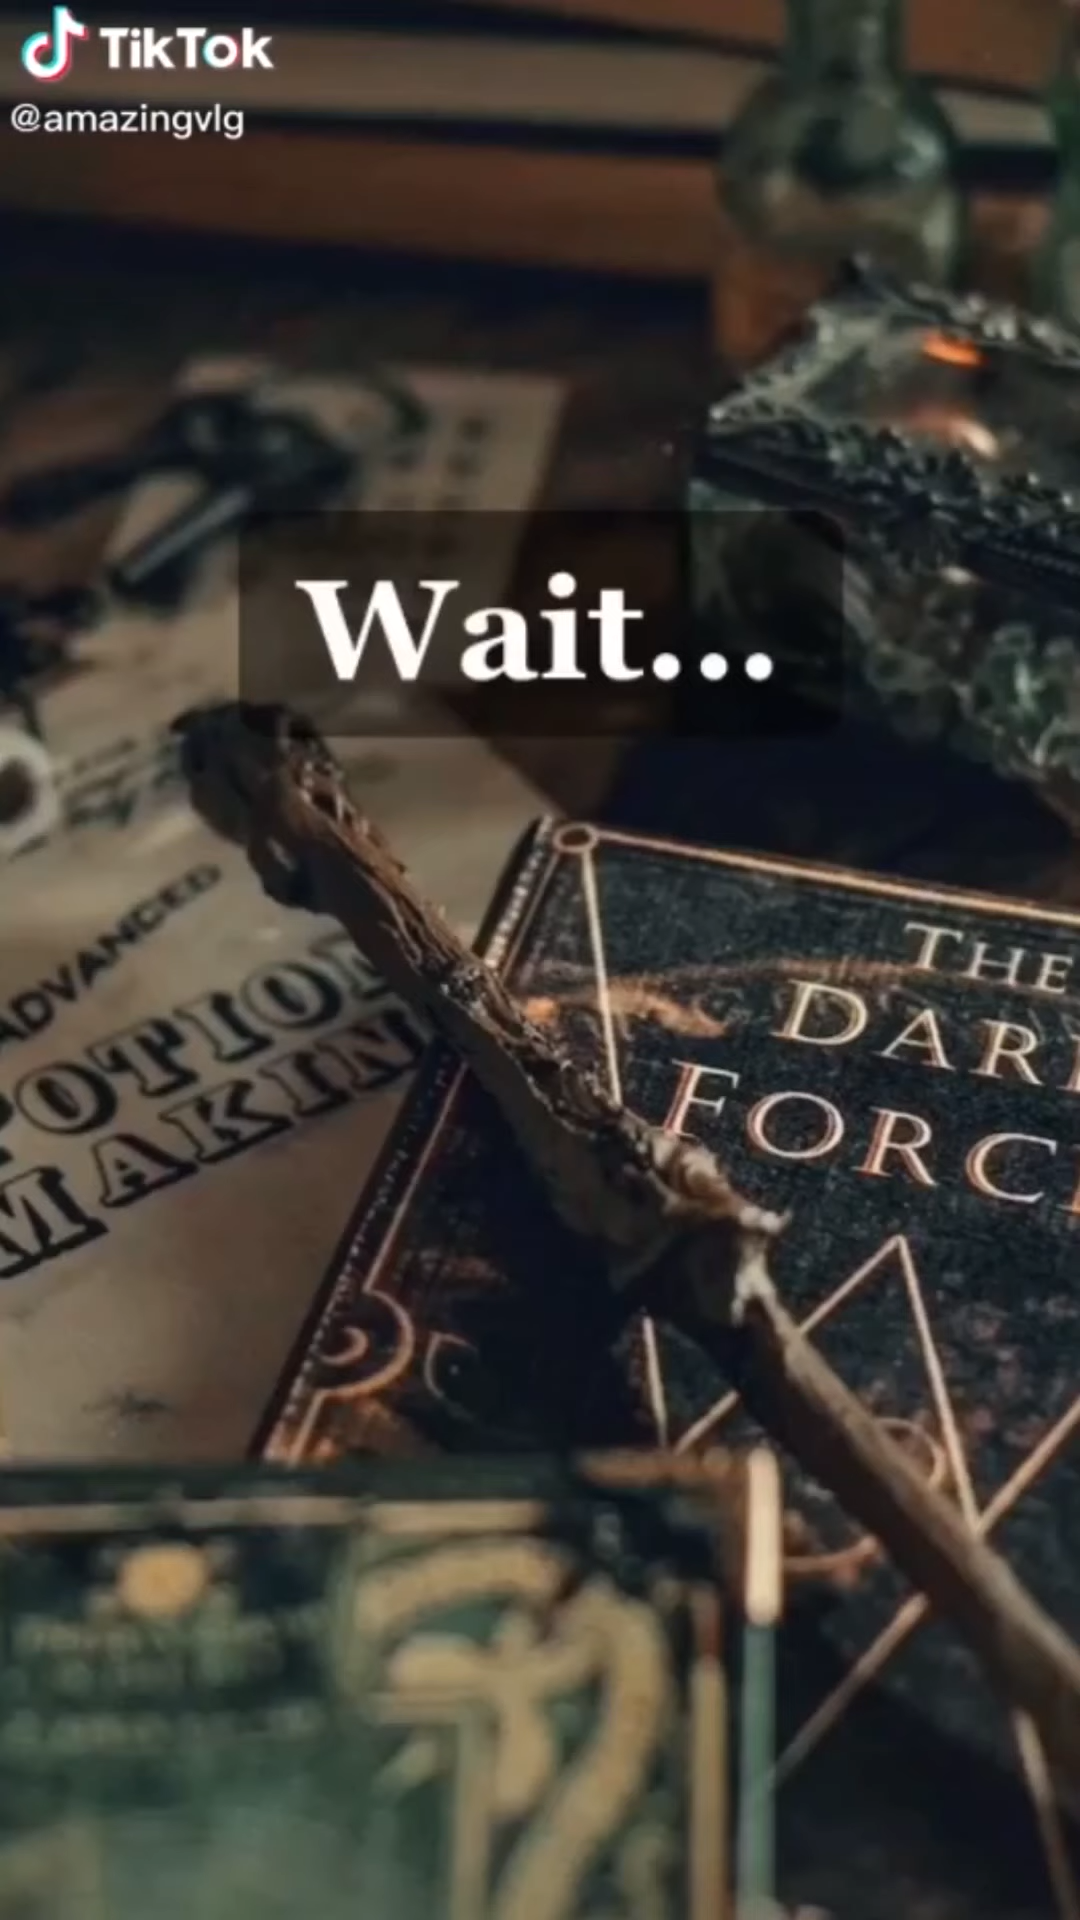 TikTok
@amazingvlg
Wait...
ADVANCED
POTION
MAKIN
THE
DAR
FORC